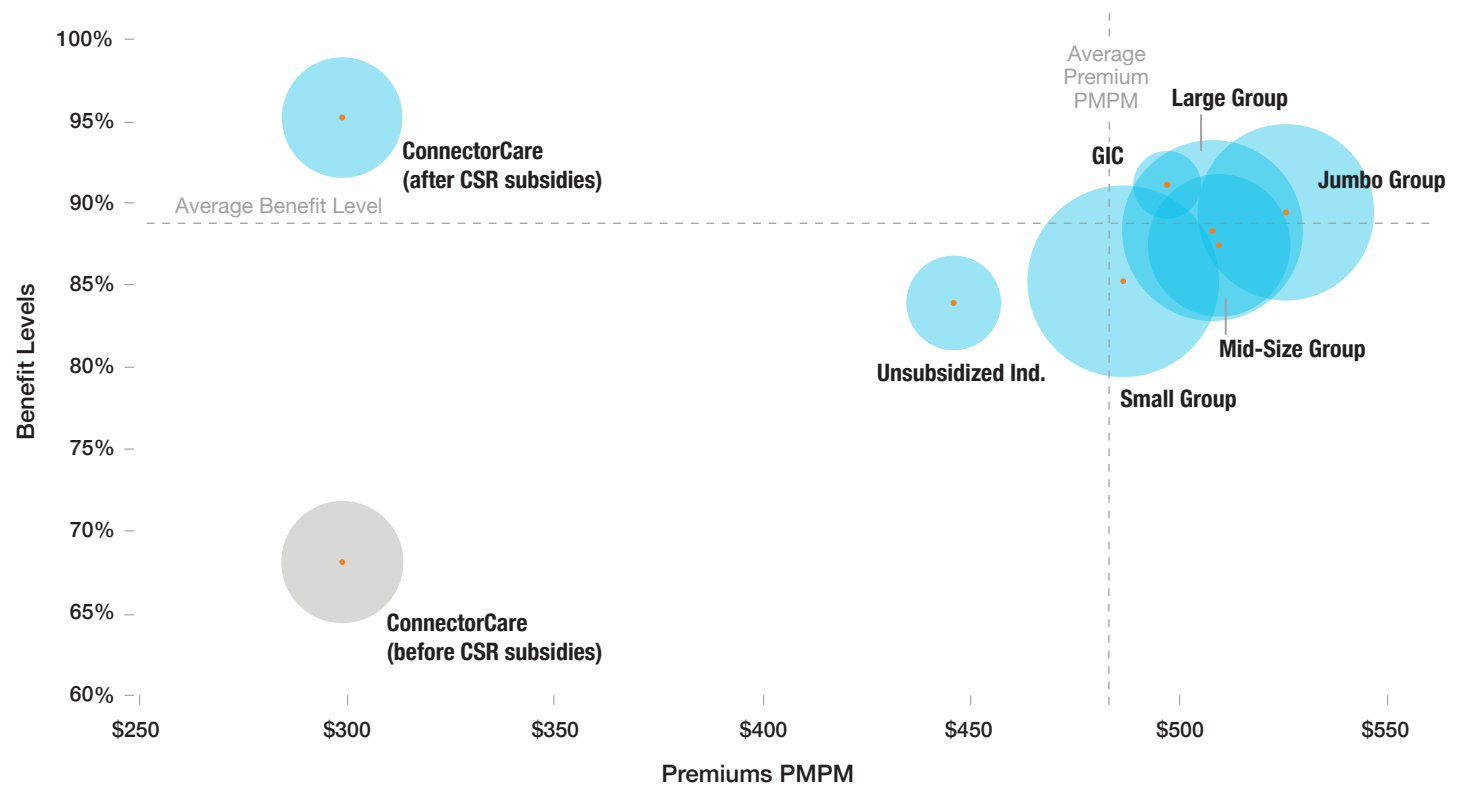 100%
95%
90%
85%
80%
75%
70%
65%
60%
Benefit Levels
Average
Premium
PMPM
Large Group
GIC
Jumbo Group
ConnectorCare
(after CSR subsidies)
Average Benefit Level
Mid-Size Group
Unsubsidized Ind.
Small Group
ConnectorCare
(before CSR subsidies)
$250
$300
$350
$400
$450
$500
$550
Premiums PMPM